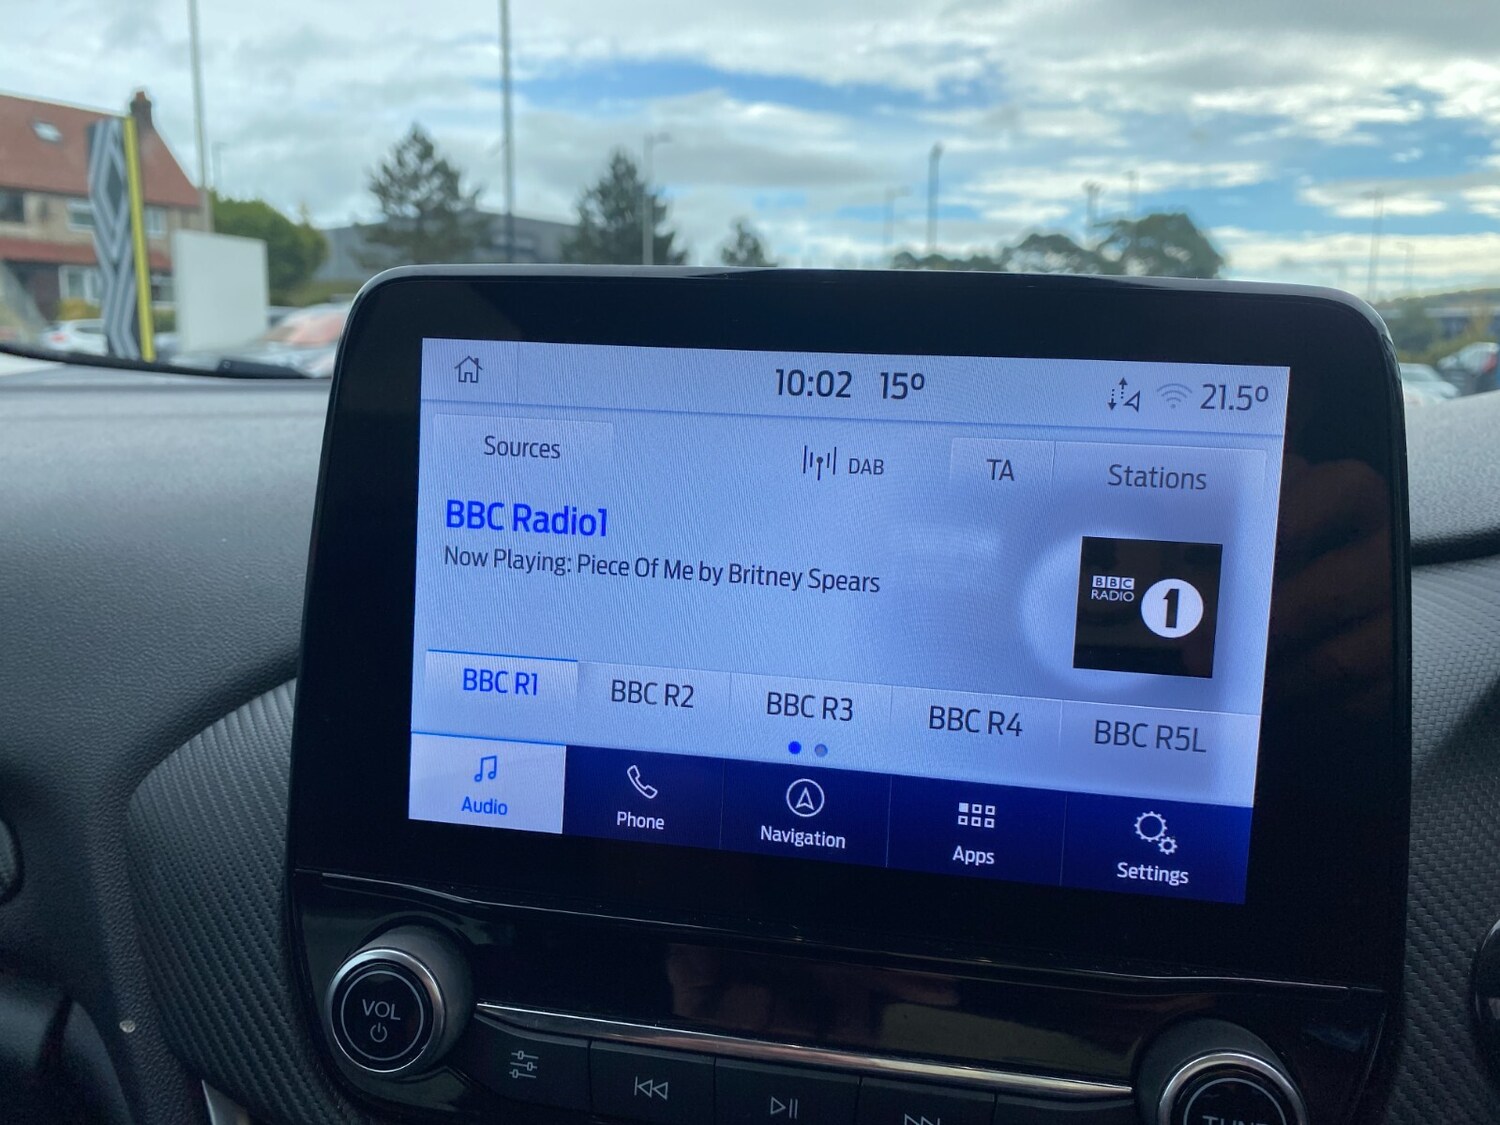 10:02 15º 21.5º
Sources DAB TA Stations
BBC Radio1
Now Playing: Piece Of Me by Britney Spears
BBC
RADIO 1
BBC R1 BBC R2 BBC R3 BBC R4 BBC R5L
Audio Phone Navigation Apps Settings
VOL
TUNE